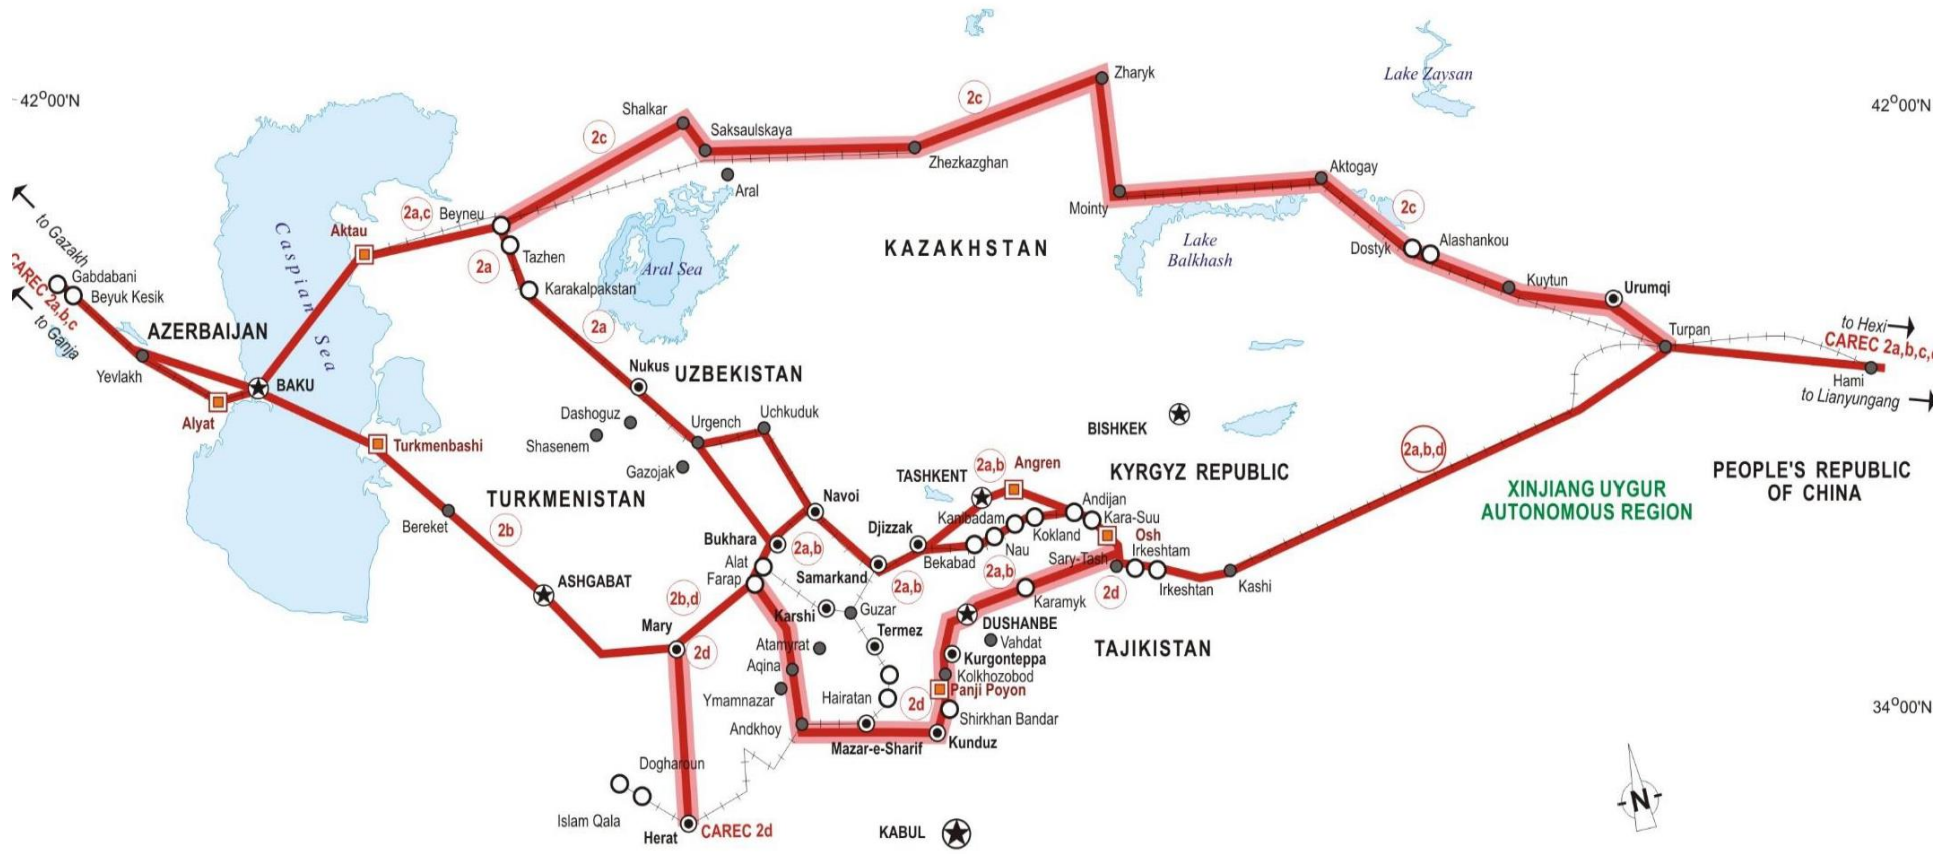 42°00'N
42°00'N
Lake Zaysan
Zharyk
2c
Shalkar
Saksaulskaya
2c
Zhezkazghan
Aktogay
Aral
Mointy
2c
Beyneu
2a,c
Aktau
to Gazakh
Caspian Sea
Tazhen
2a
Karakalpakstan
Aral Sea
KAZAKHSTAN
Lake
Balkhash
Dostyk
Alashankou
Kuytun
Urumqi
Gabdabani
Beyuk Kesik
CAREC 2a,b,c
to Ganja
AZERBAIJAN
2a
Turpan
to Hexi
CAREC 2a,b,c,
Hami
to Lianyungang
Yevlakh
BAKU
Alyat
Nukus
UZBEKISTAN
Dashoguz
Shasenem
Urgench
Uchkuduk
Gazojak
Turkmenbashi
BISHKEK
2a,b,d
TASHKENT
2a,b
Angren
KYRGYZ REPUBLIC
PEOPLE'S REPUBLIC
OF CHINA
XINJIANG UYGUR
AUTONOMOUS REGION
TURKMENISTAN
Bereket
2b
Navoi
Andijan
Kara-Suu
Kanibadam
Kokland
Osh
Djizzak
Bekabad
Nau
Bukhara
2a,b
Alat
Farap
Samarkand
2a,b
2a,b
Sary-Tash
Irkeshtam
Irkeshtan
Kashi
ASHGABAT
2b,d
Karshi
Guzar
Karamyk
2d
DUSHANBE
Vahdat
TAJIKISTAN
Mary
2d
Termez
Atamyrat
Aqina
Kurgonteppa
Kolkhozobod
Panji Poyon
Ymamnazar
Hairatan
2d
Shirkhan Bandar
Andkhoy
Mazar-e-Sharif
Kunduz
34°00'N
Dogharoun
Islam Qala
Herat
CAREC 2d
KABUL
N